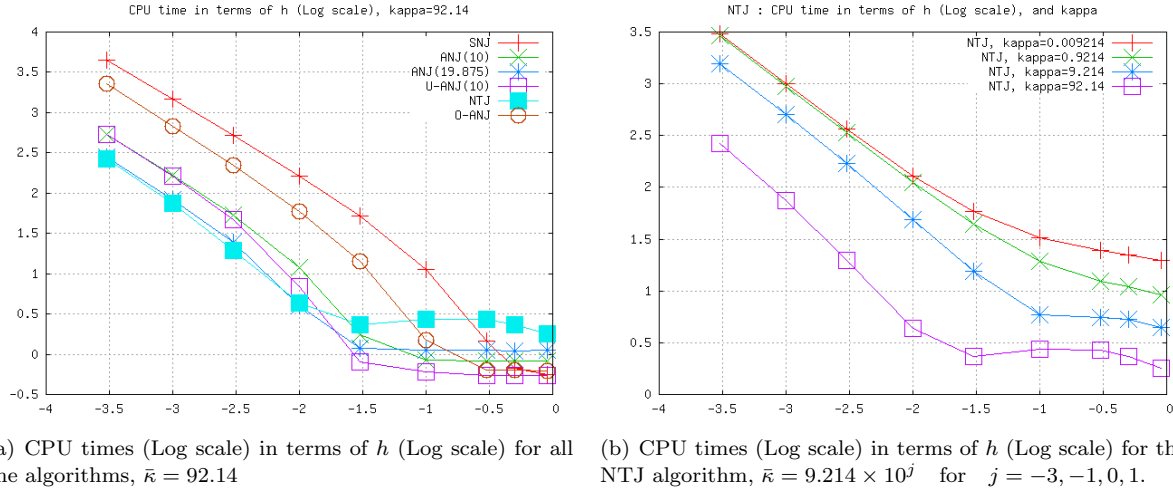 CPU time in terms of h (Log scale), kappa=92.14
4
3.5
3
2.5
2
1.5
1
0.5
0
-0.5
-4
-3.5
-3
-2.5
-2
-1.5
-1
-0.5
0
SNJ
ANJ(10)
ANJ(19.875)
U-ANJ(10)
NTJ
O-ANJ
NTJ : CPU time in terms of h (Log scale), and kappa
3.5
3
2.5
2
1.5
1
0.5
0
-4
-3.5
-3
-2.5
-2
-1.5
-1
-0.5
0
NTJ, kappa=0.009214
NTJ, kappa=0.9214
NTJ, kappa=9.214
NTJ, kappa=92.14
a) CPU times (Log scale) in terms of h (Log scale) for all
ne algorithms, κ̄ = 92.14
(b) CPU times (Log scale) in terms of h (Log scale) for th
NTJ algorithm, κ̄ = 9.214 × 10^j for j = −3, −1, 0, 1.